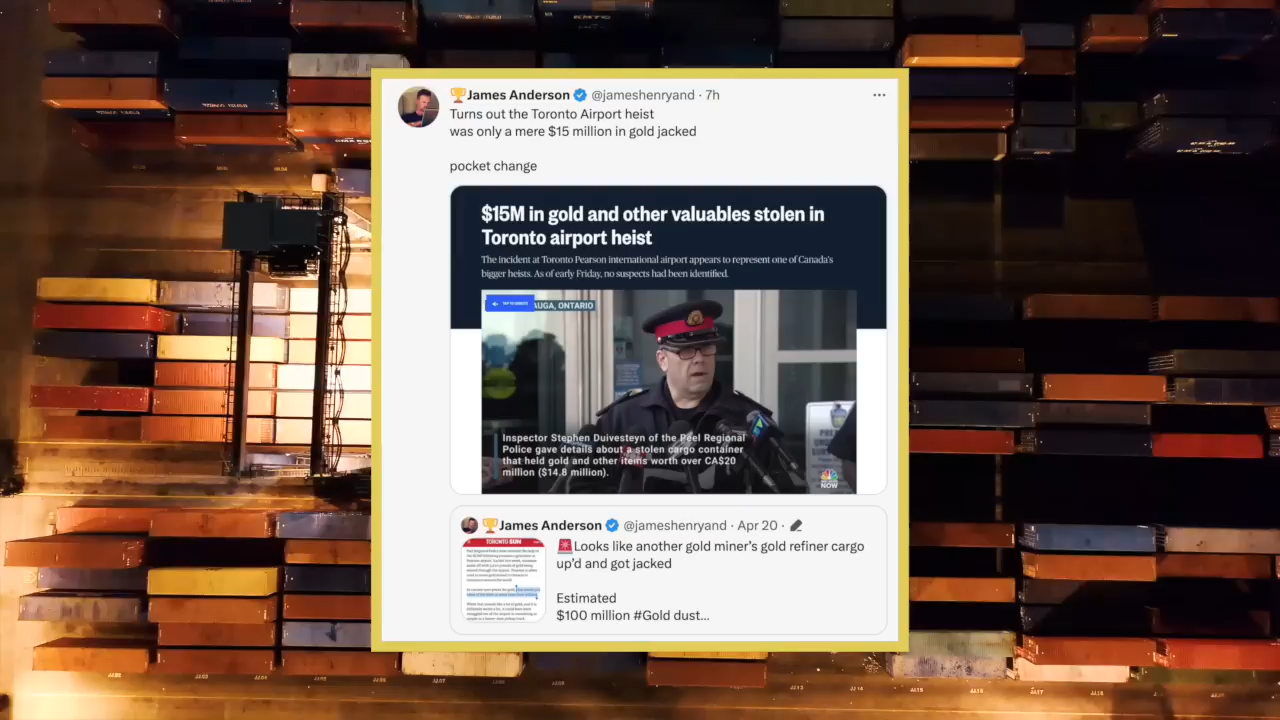 🏆James Anderson @jameshenryand · 7h
Turns out the Toronto Airport heist
was only a mere $15 million in gold jacked
pocket change
$15M in gold and other valuables stolen in
Toronto airport heist
The incident at Toronto Pearson international airport appears to represent one of Canada's
bigger heists. As of early Friday, no suspects had been identified.
AUGA, ONTARIO
Inspector Stephen Duivesteyn of the Peel Regional
Police gave details about a stolen cargo container
that held gold and other items worth over CA$20
million ($14.8 million).
NOW
🏆James Anderson @jameshenryand · Apr 20 ·
TORONTO SUN
🚨Looks like another gold miner's gold refiner cargo
up'd and got jacked
Estimated
$100 million #Gold dust...